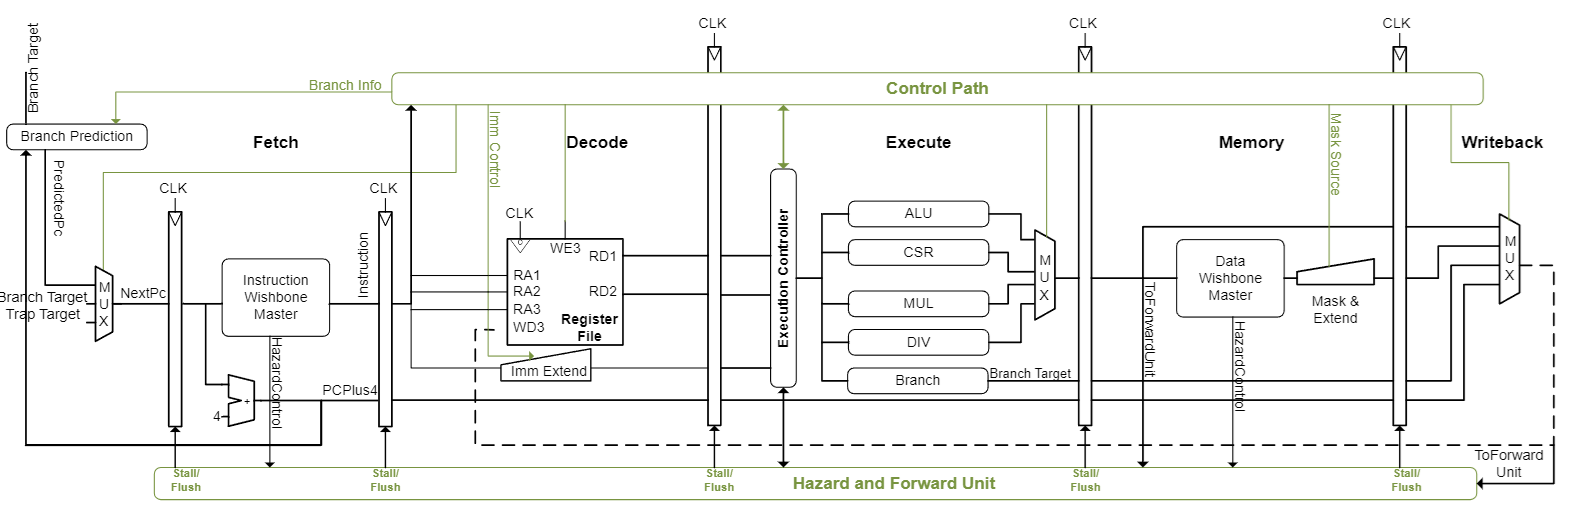 CLK
CLK
CLK
Branch Target
Branch Info
Control Path
Branch Prediction
Fetch
Decode
Execute
Memory
Writeback
Imm Control
Mask Source
PredictedPc
CLK
CLK
CLK
WE3
RD1
RA1
RA2
RD2
RA3
WD3
Register
File
Imm Extend
Instruction
Execution Controller
ALU
CSR
MUL
DIV
Branch
Branch Target
MUX
Data
Wishbone
Master
Mask &
Extend
MUX
Instruction
Wishbone
Master
MUX
NextPc
Branch Target
Trap Target
HazardControl
PCPlus4
4
+
ToForwardUnit
HazardControl
ToForward
Unit
Stall/
Flush
Stall/
Flush
Stall/
Flush
Hazard and Forward Unit
Stall/
Flush
Stall/
Flush